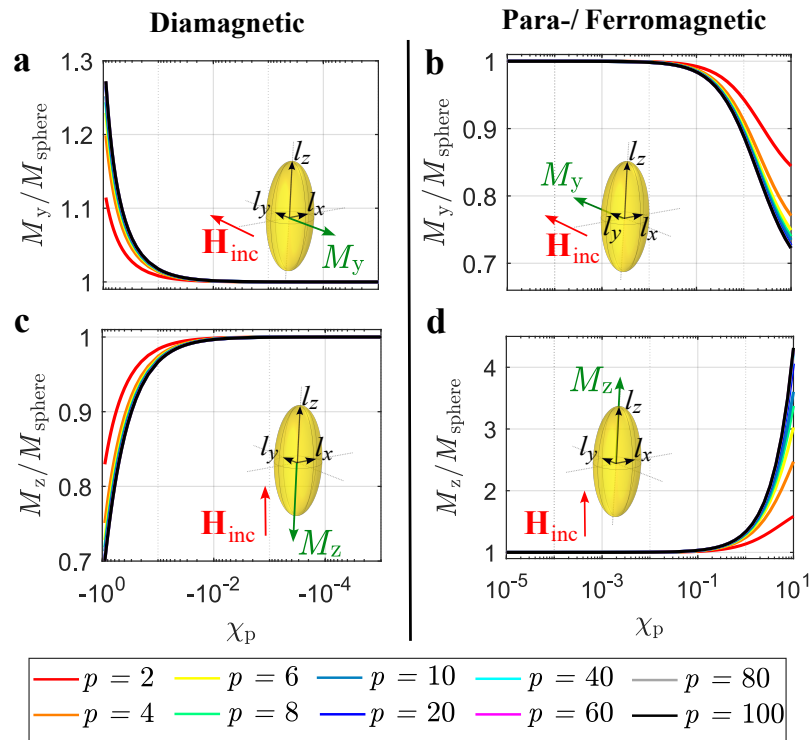 Diamagnetic
Para-/ Ferromagnetic
a
1.3
1.2
1.1
1
M_y/M_sphere
l_z
l_y
l_x
H_inc
M_y
b
1
0.9
0.8
0.7
M_y/M_sphere
l_z
M_y
l_y
l_x
H_inc
c
1
0.9
0.8
0.7
M_z/M_sphere
l_z
l_y
l_x
H_inc
M_z
-10^0
-10^-2
-10^-4
χ_p
d
4
3
2
1
M_z/M_sphere
M_z
l_z
l_y
l_x
H_inc
10^-5
10^-3
10^-1
10^1
χ_p
p = 2
p = 6
p = 10
p = 40
p = 80
p = 4
p = 8
p = 20
p = 60
p = 100